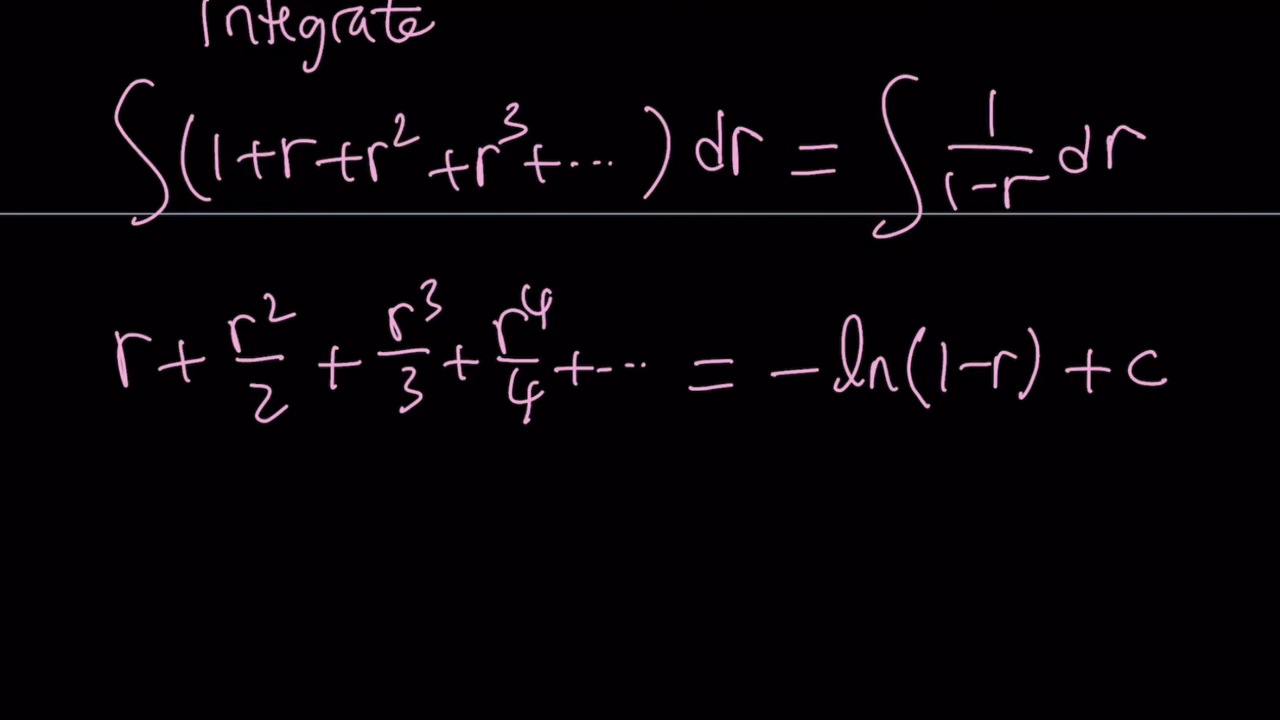 Integrate
∫(1+r+r²+r³+⋯)dr = ∫ 1/(1-r) dr
r + r²/2 + r³/3 + r⁴/4 + ⋯ = -ln(1-r) + c